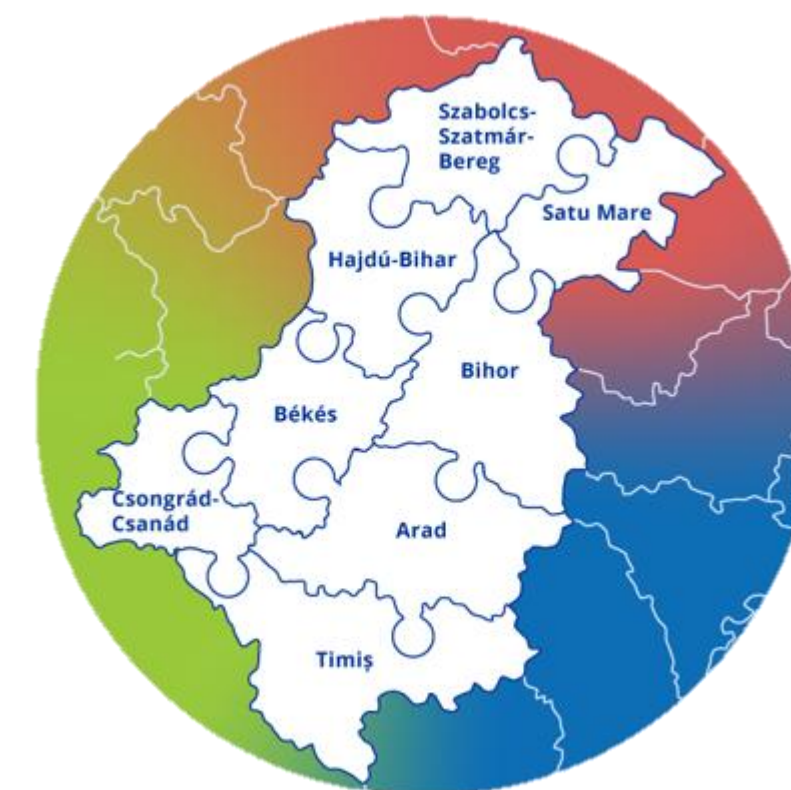 Szabolcs-
Szatmár-
Bereg
Satu Mare
Hajdú-Bihar
Bihor
Békés
Csongrád-
Csanád
Arad
Timiș